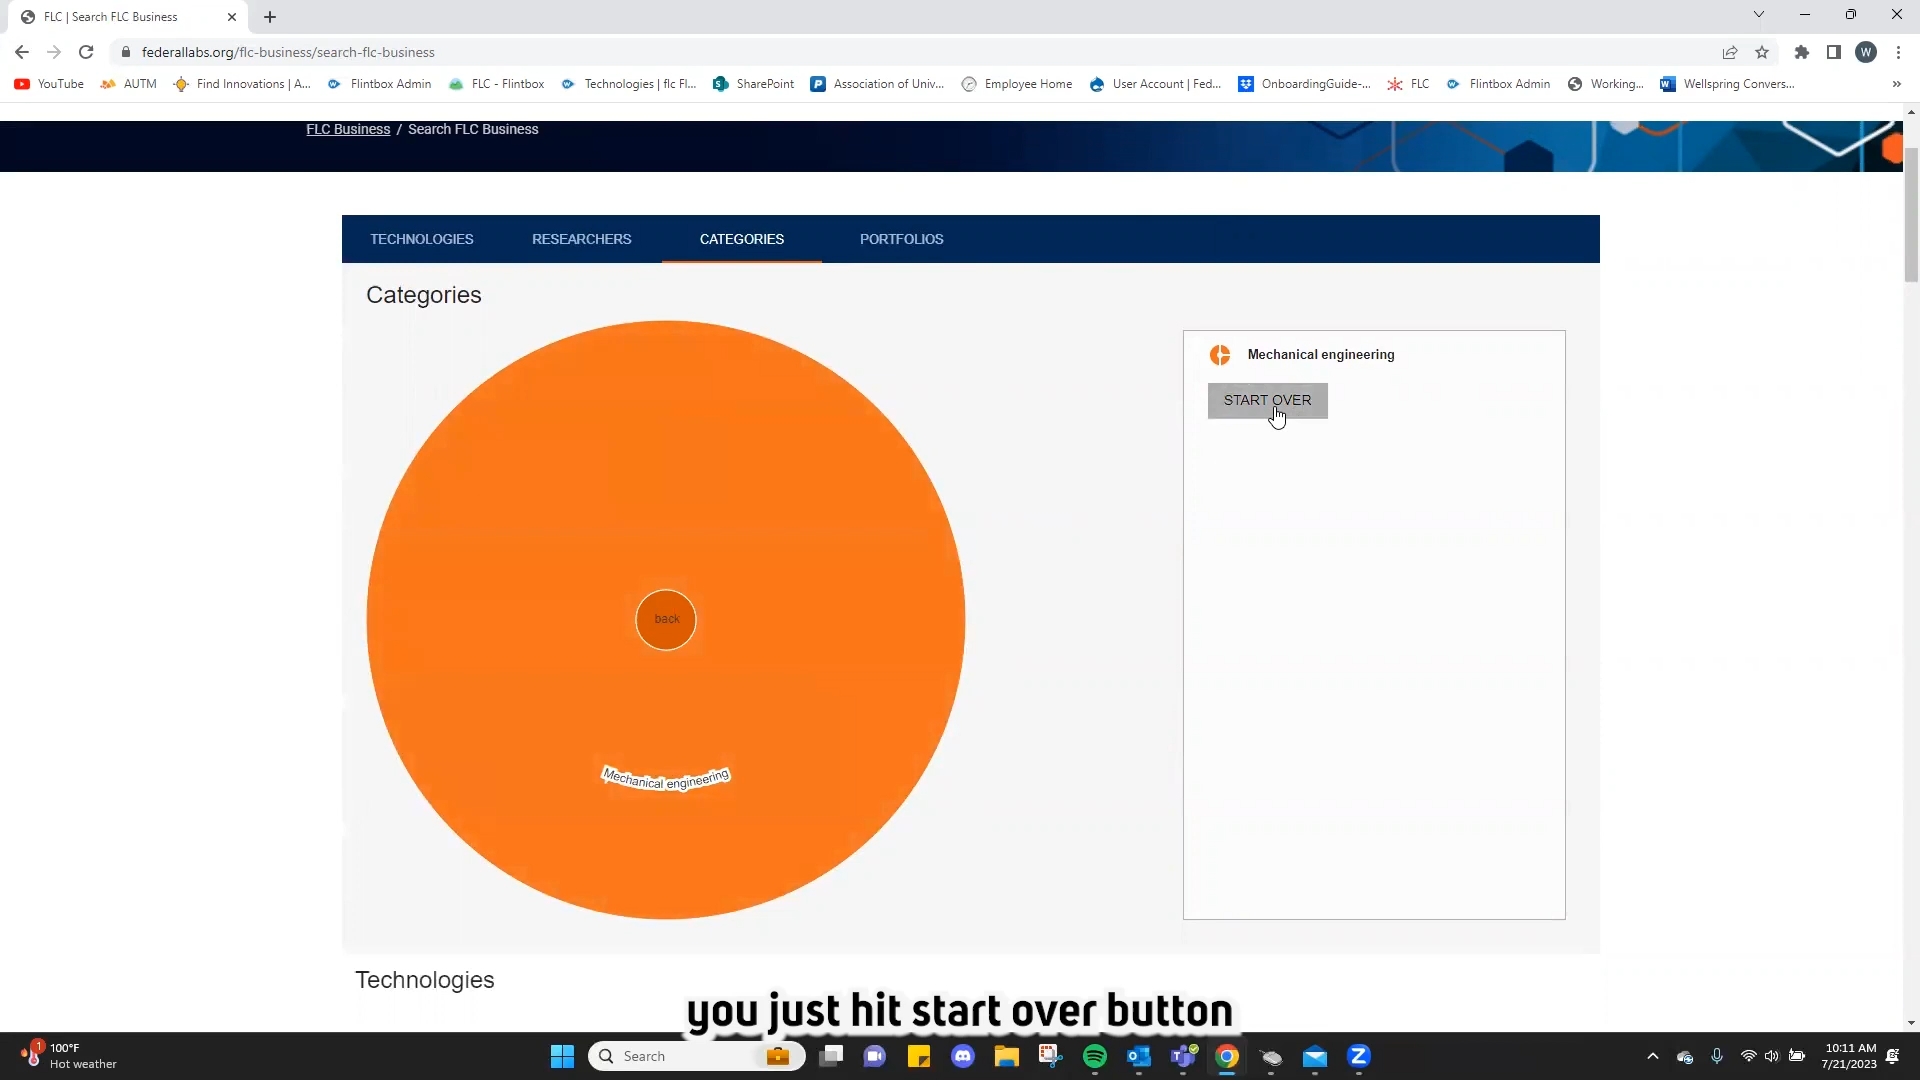 FLC | Search FLC Business
federallabs.org/flc-business/search-flc-business
W
YouTube
AUTM
Find Innovations | A...
Flintbox Admin
FLC - Flintbox
Technologies | flc Fl...
SharePoint
Association of Univ...
Employee Home
User Account | Fed...
OnboardingGuide-...
FLC
Flintbox Admin
Working...
Wellspring Convers...
FLC Business / Search FLC Business
TECHNOLOGIES
RESEARCHERS
CATEGORIES
PORTFOLIOS
Categories
Mechanical engineering
START OVER
back
Mechanical engineering
Technologies
you just hit start over button
1
100°F
Hot weather
Search
10:11 AM
7/21/2023